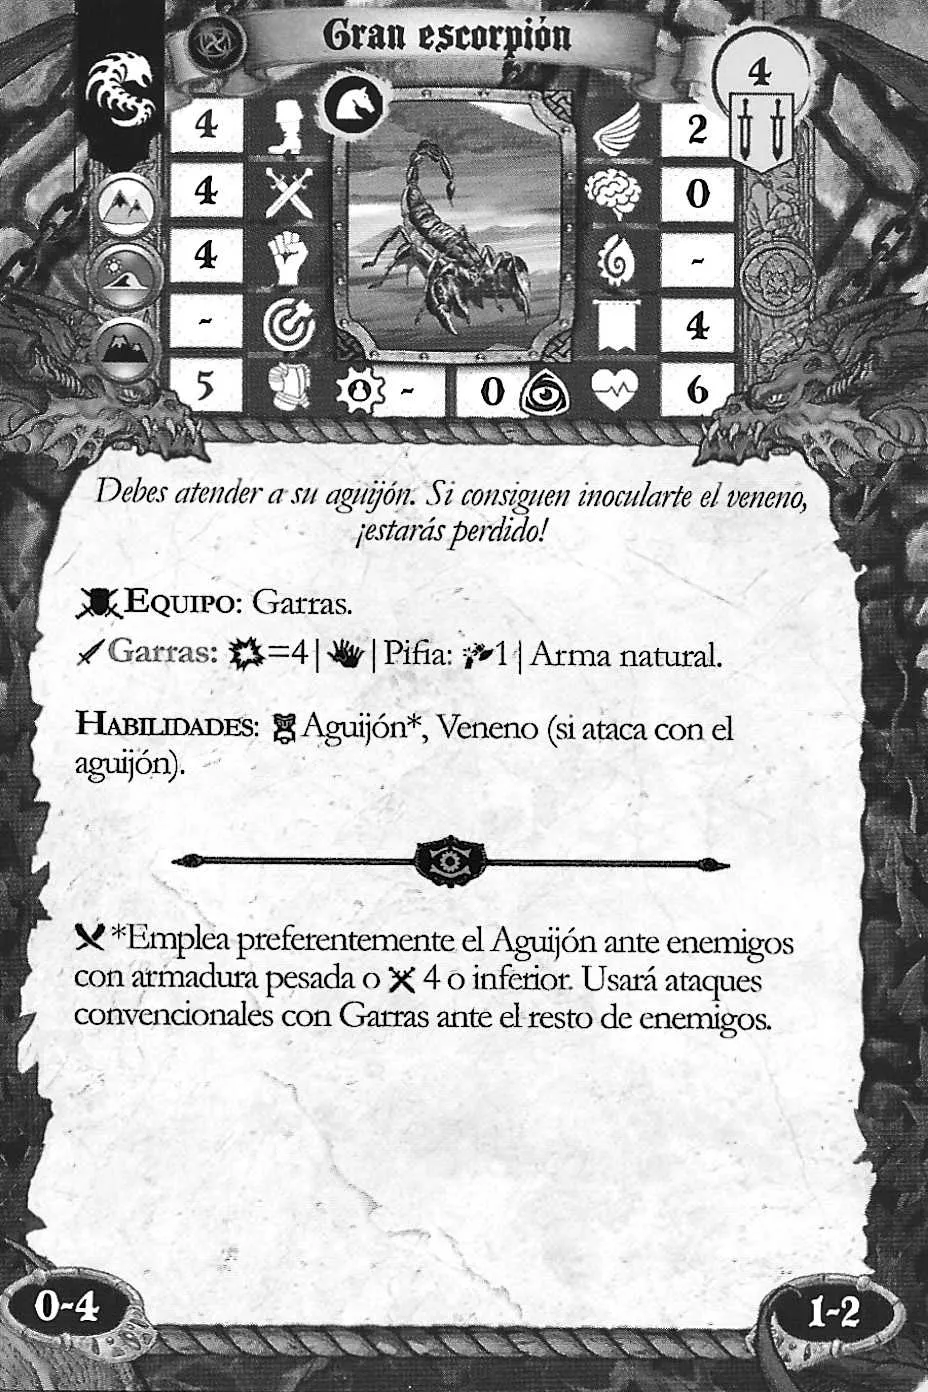 Gran escorpión
4
4 2
4 0
4 -
- 4
5 - 0 6
Debes atender a su aguijón. Si consiguen inocularte el veneno,
¡estarás perdido!
EQUIPO: Garras.
Garras: =4 | | Pifia: 1 | Arma natural.
HABILIDADES: Aguijón*, Veneno (si ataca con el
aguijón).
*Emplea preferentemente el Aguijón ante enemigos
con armadura pesada o 4 o inferior. Usará ataques
convencionales con Garras ante el resto de enemigos.
0-4 1-2